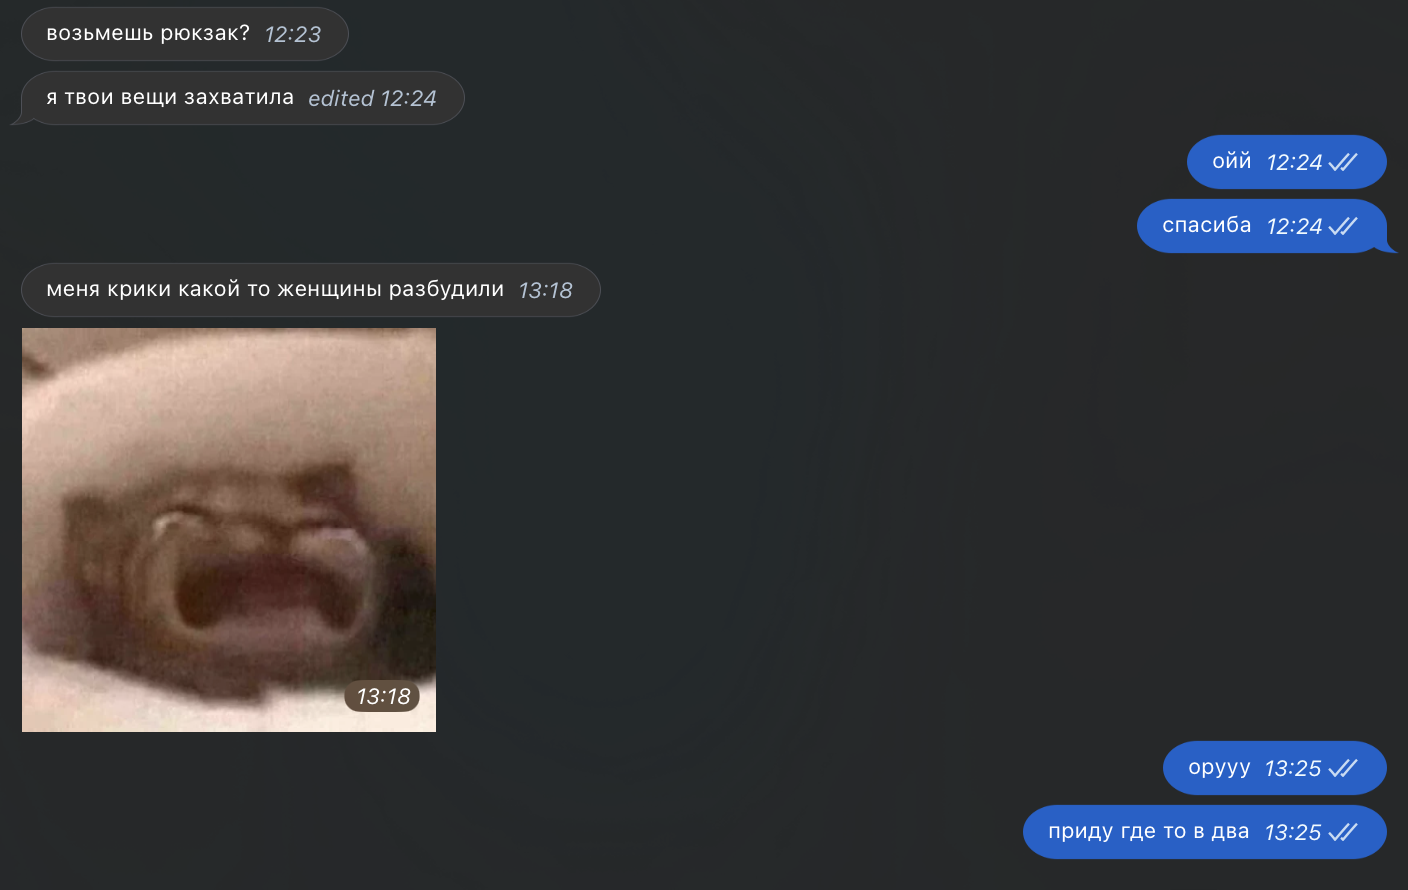 возьмешь рюкзак? 12:23
я твои вещи захватила edited 12:24
ойй 12:24
спасиба 12:24
меня крики какой то женщины разбудили 13:18
13:18
орууу 13:25
приду где то в два 13:25